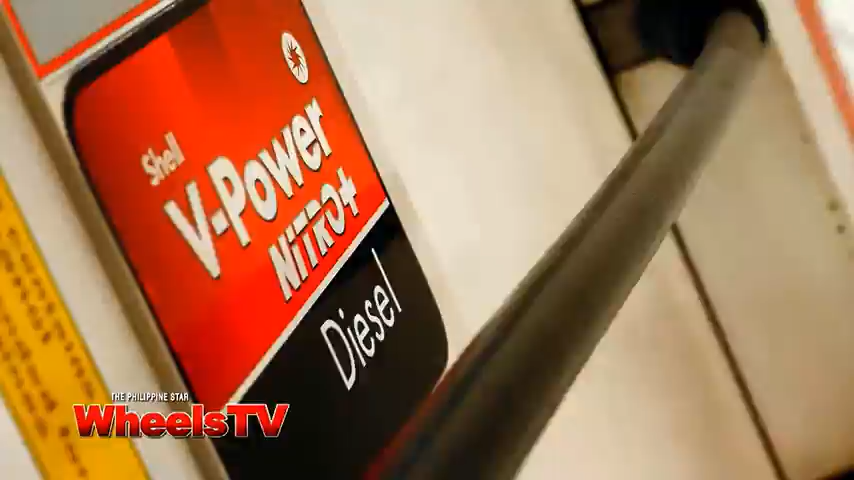 Shell
V-Power
NiTRO+
Diesel
THE PHILIPPINE STAR
WheelsTV